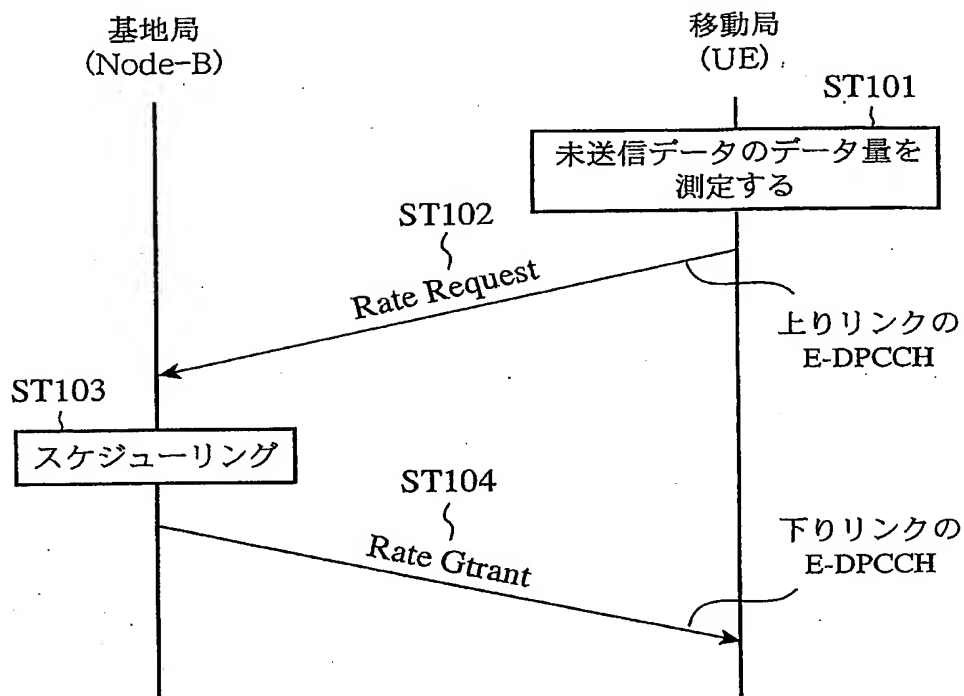 基地局
(Node-B)
移動局
(UE)
ST101
未送信データのデータ量を
測定する
ST102
Rate Request
上りリンクの
E-DPCCH
ST103
スケジューリング
ST104
Rate Gtrant
下りリンクの
E-DPCCH